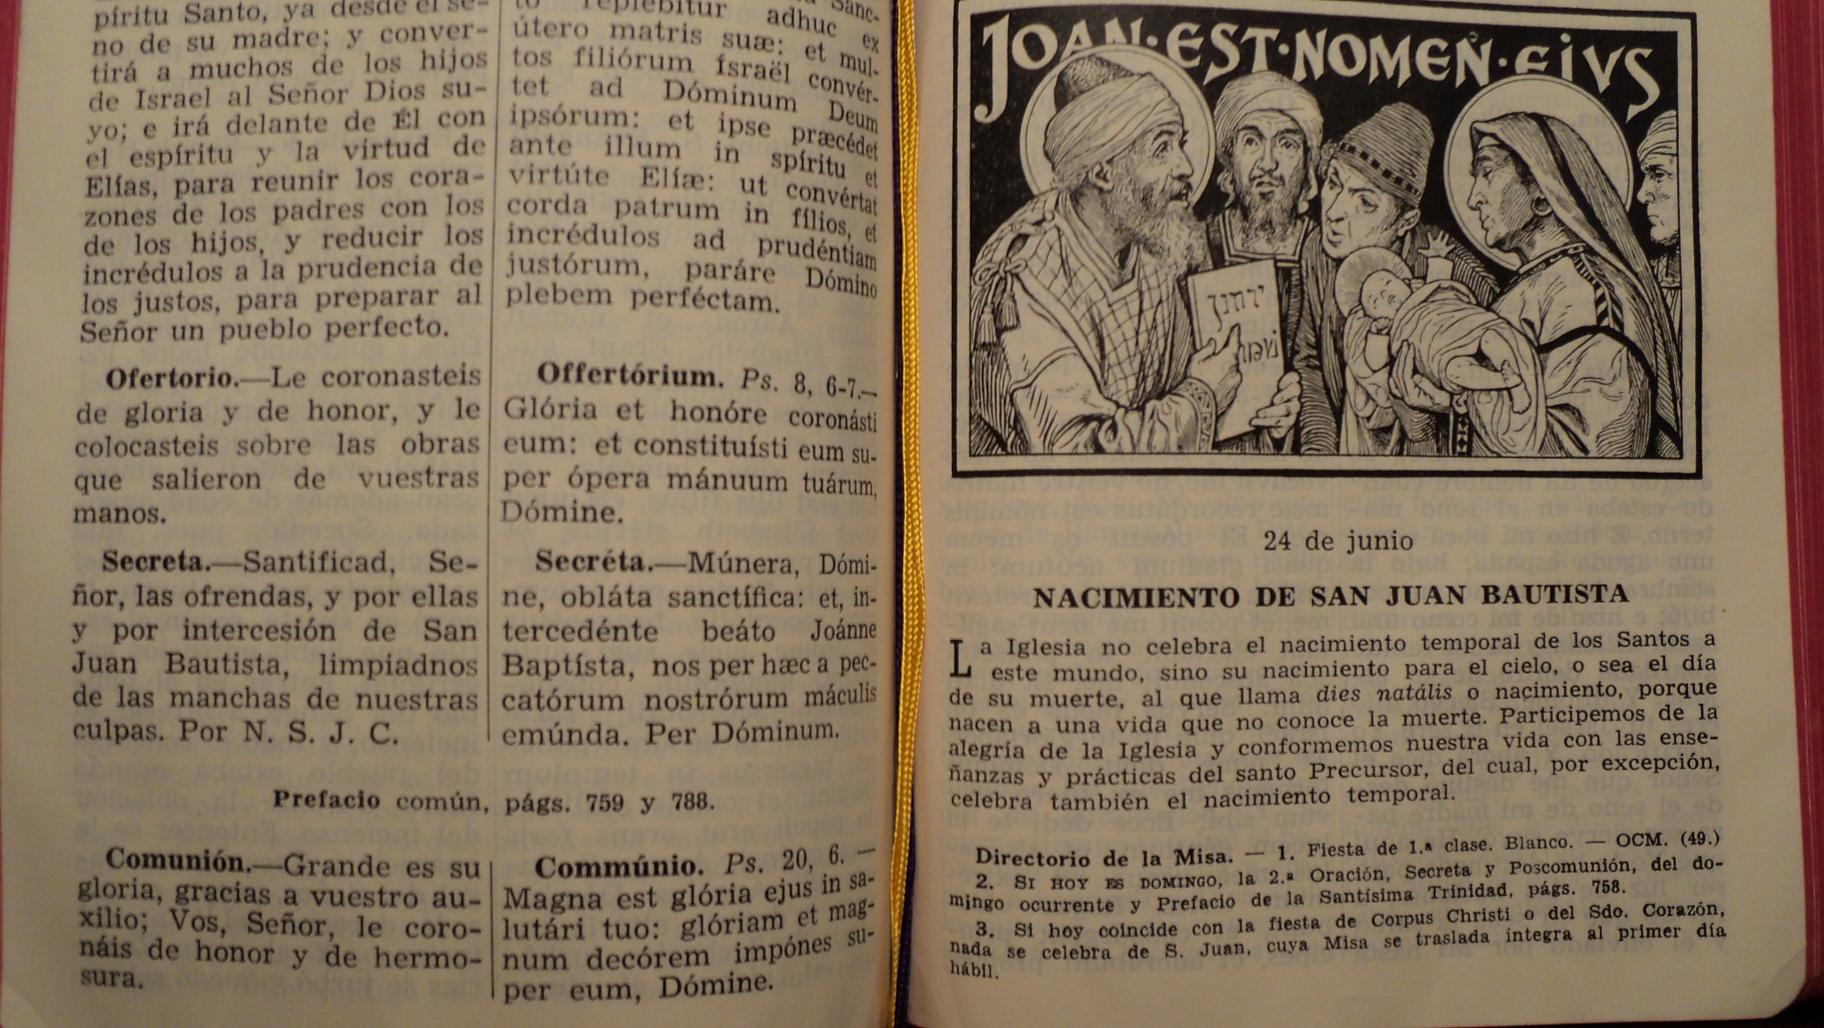 píritu Santo, ya desde el se-
no de su madre; y conver-
tirá a muchos de los hijos
de Israel al Señor Dios su-
yo; e irá delante de Él con
el espíritu y la virtud de
Elías, para reunir los cora-
zones de los padres con los
de los hijos, y reducir los
incrédulos a la prudencia de
los justos, para preparar al
Señor un pueblo perfecto.
Ofertorio.—Le coronasteis
de gloria y de honor, y le
colocasteis sobre las obras
que salieron de vuestras
manos.
Secreta.—Santificad, Se-
ñor, las ofrendas, y por ellas
y por intercesión de San
Juan Bautista, limpiadnos
de las manchas de nuestras
culpas. Por N. S. J. C.
to replebitur adhuc ex
útero matris suæ: et mul-
tos filiórum Ísraël convér-
tet ad Dóminum Deum
ipsórum: et ipse præcédet
ante illum in spíritu et
virtúte Elíæ: ut convértat
corda patrum in fílios, et
incrédulos ad prudéntiam
justórum, paráre Dómino
plebem perféctam.
Offertórium. Ps. 8, 6-7.—
Glória et honóre coronásti
eum: et constituísti eum su-
per ópera mánuum tuárum,
Dómine.
Secréta.—Múnera, Dómi-
ne, obláta sanctífica: et, in-
tercedénte beáto Joánne
Baptísta, nos per hæc a pec-
catórum nostrórum máculis
emúnda. Per Dóminum.
Prefacio común, págs. 759 y 788.
Comunión.—Grande es su
gloria, gracias a vuestro au-
xilio; Vos, Señor, le coro-
náis de honor y de hermo-
sura.
Commúnio. Ps. 20, 6. —
Magna est glória ejus in sa-
lutári tuo: glóriam et mag-
num decórem impónes su-
per eum, Dómine.
JOAN·EST·NOMEN·EIVS
יוחנן
שמו
24 de junio
NACIMIENTO DE SAN JUAN BAUTISTA
La Iglesia no celebra el nacimiento temporal de los Santos a
este mundo, sino su nacimiento para el cielo, o sea el día
de su muerte, al que llama dies natális o nacimiento, porque
nacen a una vida que no conoce la muerte. Participemos de la
alegría de la Iglesia y conformemos nuestra vida con las ense-
ñanzas y prácticas del santo Precursor, del cual, por excepción,
celebra también el nacimiento temporal.
Directorio de la Misa. — 1. Fiesta de 1.ª clase. Blanco. — OCM. (49.)
2. SI HOY ES DOMINGO, la 2.ª Oración, Secreta y Poscomunión, del do-
mingo ocurrente y Prefacio de la Santísima Trinidad, págs. 758.
3. Si hoy coincide con la fiesta de Corpus Christi o del Sdo. Corazón,
nada se celebra de S. Juan, cuya Misa se traslada íntegra al primer día
hábil.